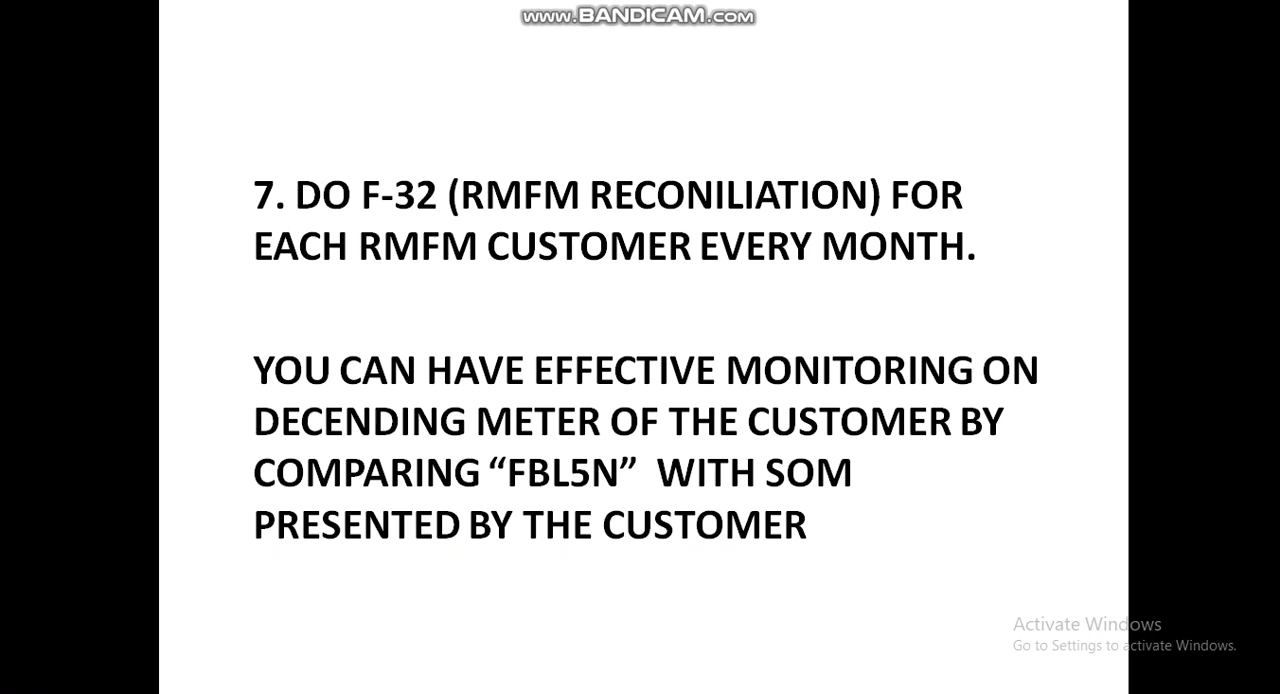 www.BANDICAM.com
7. DO F-32 (RMFM RECONILIATION) FOR
EACH RMFM CUSTOMER EVERY MONTH.
YOU CAN HAVE EFFECTIVE MONITORING ON
DECENDING METER OF THE CUSTOMER BY
COMPARING “FBL5N” WITH SOM
PRESENTED BY THE CUSTOMER
Activate Windows
Go to Settings to activate Windows.